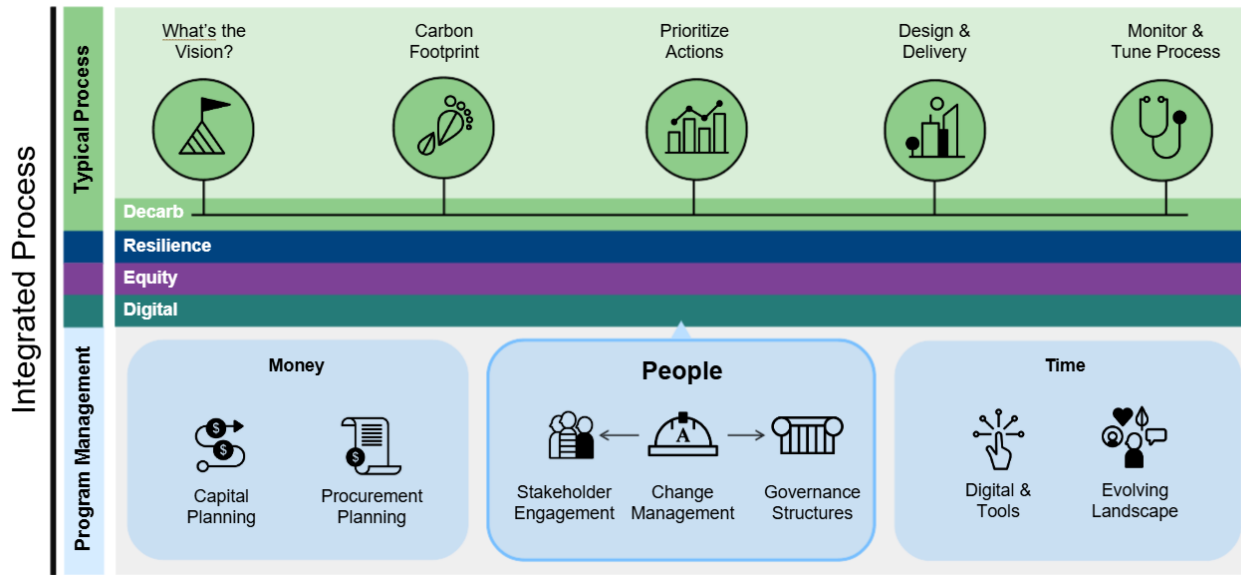 Integrated Process
Typical Process
What's the
Vision?
Carbon
Footprint
Prioritize
Actions
Design &
Delivery
Monitor &
Tune Process
Decarb
Resilience
Equity
Digital
Program Management
Money
$
$
Capital
Planning
$
Procurement
Planning
People
Stakeholder
Engagement
A
Change
Management
Governance
Structures
Time
Digital &
Tools
Evolving
Landscape